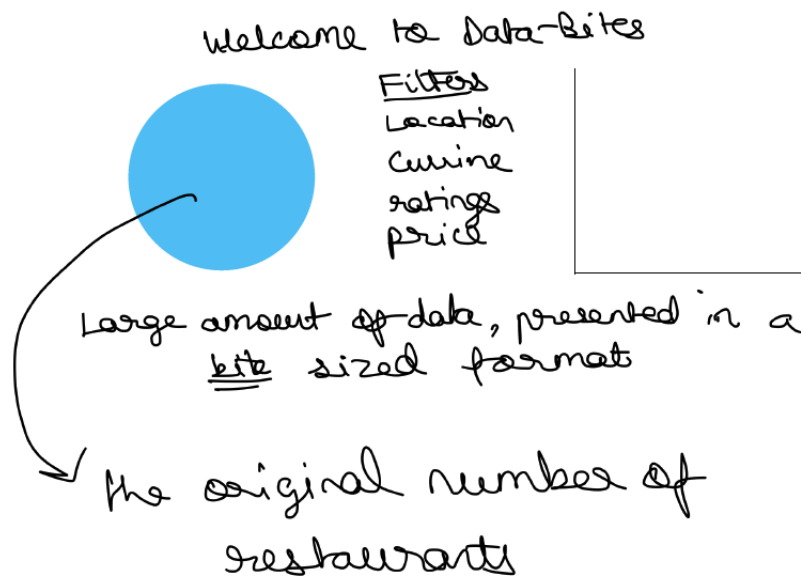 Welcome to Data-Bites
Filters
Location
Cuisine
ratings
price
Large amount of data, presented in a
bite sized format
the original number of
restaurants